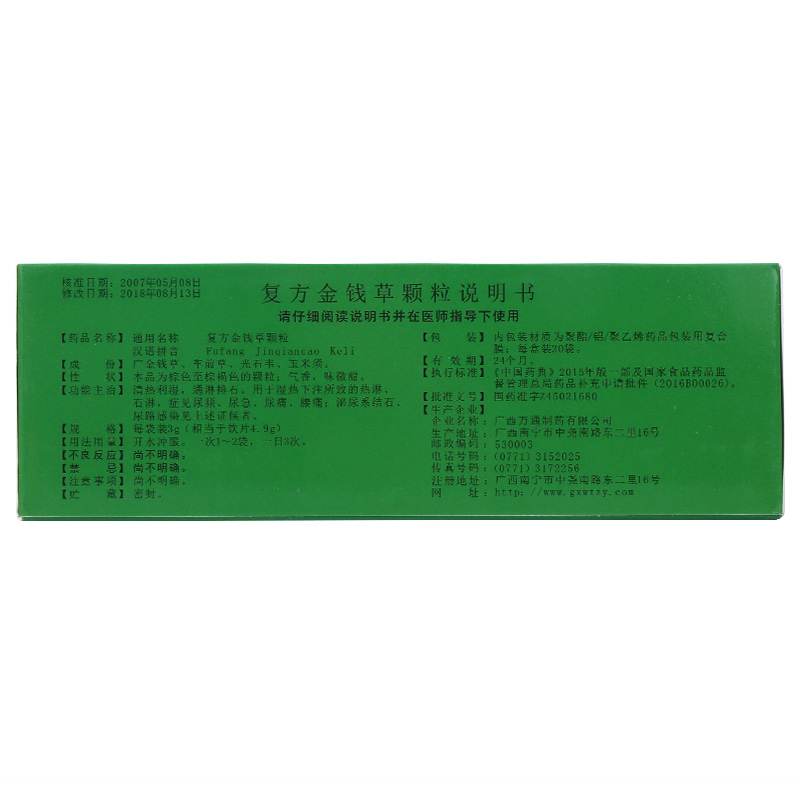 核准日期：2007年05月08日
修改日期：2018年08月13日
复方金钱草颗粒说明书
请仔细阅读说明书并在医师指导下使用
【药品名称】通用名称 复方金钱草颗粒
汉语拼音 Fufang Jinqiancao Keli
【成 份】广金钱草、车前草、光石韦、玉米须。
【性 状】本品为棕色至棕褐色的颗粒；气香，味微甜。
【功能主治】清热利湿，通淋排石。用于湿热下注所致的热淋、
石淋，症见尿频、尿急、尿痛、腰痛；泌尿系结石、
尿路感染见上述证候者。
【规 格】每袋装3g（相当于饮片4.9g）
【用法用量】开水冲服。一次1～2袋，一日3次。
【不良反应】尚不明确。
【禁 忌】尚不明确。
【注意事项】尚不明确。
【贮 藏】密封。
【包 装】内包装材质为聚酯/铝/聚乙烯药品包装用复合
膜；每盒装20袋。
【有 效 期】24个月。
【执行标准】《中国药典》2015年版一部及国家食品药品监
督管理总局药品补充申请批件（2016B00026）。
【批准文号】国药准字Z45021680
【生产企业】
企业名称：广西万通制药有限公司
生产地址：广西南宁市中尧南路东二里16号
邮政编码：530003
电话号码：(0771) 3152025
传真号码：(0771) 3172256
注册地址：广西南宁市中尧南路东二里16号
网 址：http://www.gxwtzy.com